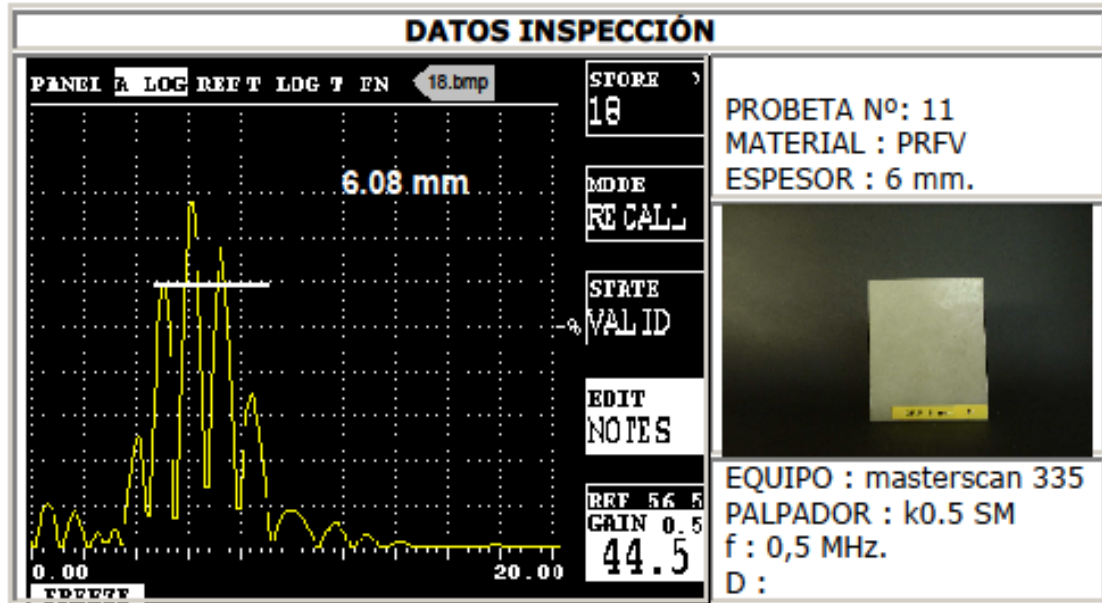 DATOS INSPECCIÓN
PANEL A LOG REF T LOG T FN 18.bmp
6.08 mm
0.00 20.00
FREEZE
STORE
18
MODE
RECALL
STATE
VALID
EDIT
NOTES
REF 56.5
GAIN 0.5
44.5
PROBETA Nº: 11
MATERIAL : PRFV
ESPESOR : 6 mm.
EQUIPO : masterscan 335
PALPADOR : k0.5 SM
f : 0,5 MHz.
D :